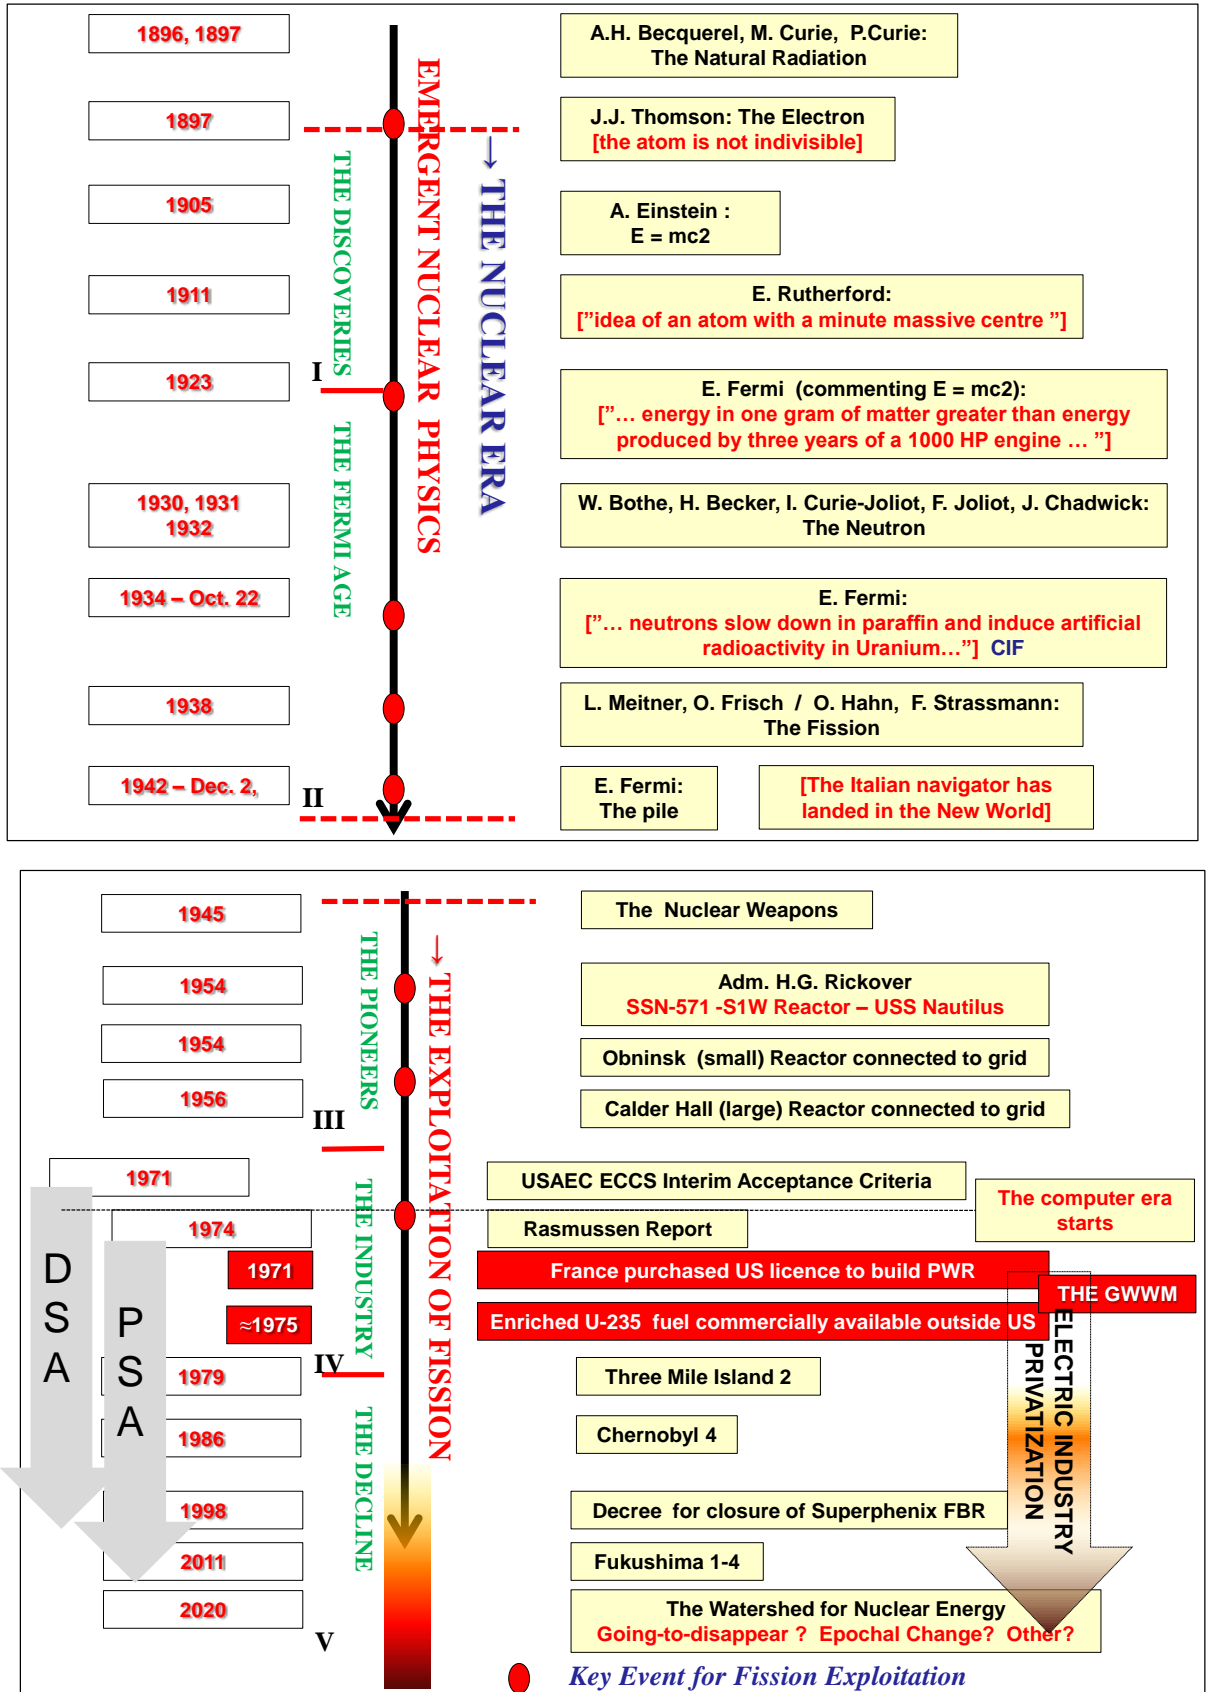 1896, 1897
A.H. Becquerel, M. Curie, P.Curie:
The Natural Radiation
1897
J.J. Thomson: The Electron
[the atom is not indivisible]
1905
A. Einstein :
E = mc2
1911
E. Rutherford:
["idea of an atom with a minute massive centre "]
1923
E. Fermi (commenting E = mc2):
["... energy in one gram of matter greater than energy
produced by three years of a 1000 HP engine ... "]
1930, 1931
1932
W. Bothe, H. Becker, I. Curie-Joliot, F. Joliot, J. Chadwick:
The Neutron
1934 – Oct. 22
E. Fermi:
["... neutrons slow down in paraffin and induce artificial
radioactivity in Uranium..."] CIF
1938
L. Meitner, O. Frisch / O. Hahn, F. Strassmann:
The Fission
1942 – Dec. 2,
E. Fermi:
The pile
[The Italian navigator has
landed in the New World]
THE DISCOVERIES
I
THE FERMI AGE
II
EMERGENT NUCLEAR PHYSICS
→ THE NUCLEAR ERA
1945
The Nuclear Weapons
1954
Adm. H.G. Rickover
SSN-571 -S1W Reactor – USS Nautilus
1954
Obninsk (small) Reactor connected to grid
1956
Calder Hall (large) Reactor connected to grid
THE PIONEERS
III
→ THE EXPLOITATION OF FISSION
1971
USAEC ECCS Interim Acceptance Criteria
The computer era
starts
1974
Rasmussen Report
1971
France purchased US licence to build PWR
THE GWWM
≈1975
Enriched U-235 fuel commercially available outside US
THE INDUSTRY
IV
1979
Three Mile Island 2
1986
Chernobyl 4
1998
Decree for closure of Superphenix FBR
2011
Fukushima 1-4
2020
The Watershed for Nuclear Energy
Going-to-disappear ? Epochal Change? Other?
THE DECLINE
V
DSA
PSA
ELECTRIC INDUSTRY
PRIVATIZATION
Key Event for Fission Exploitation